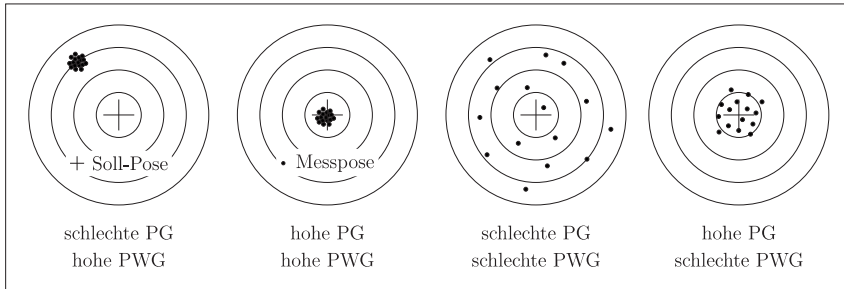 + Soll-Pose
• Messpose
schlechte PG
hohe PWG
hohe PG
hohe PWG
schlechte PG
schlechte PWG
hohe PG
schlechte PWG